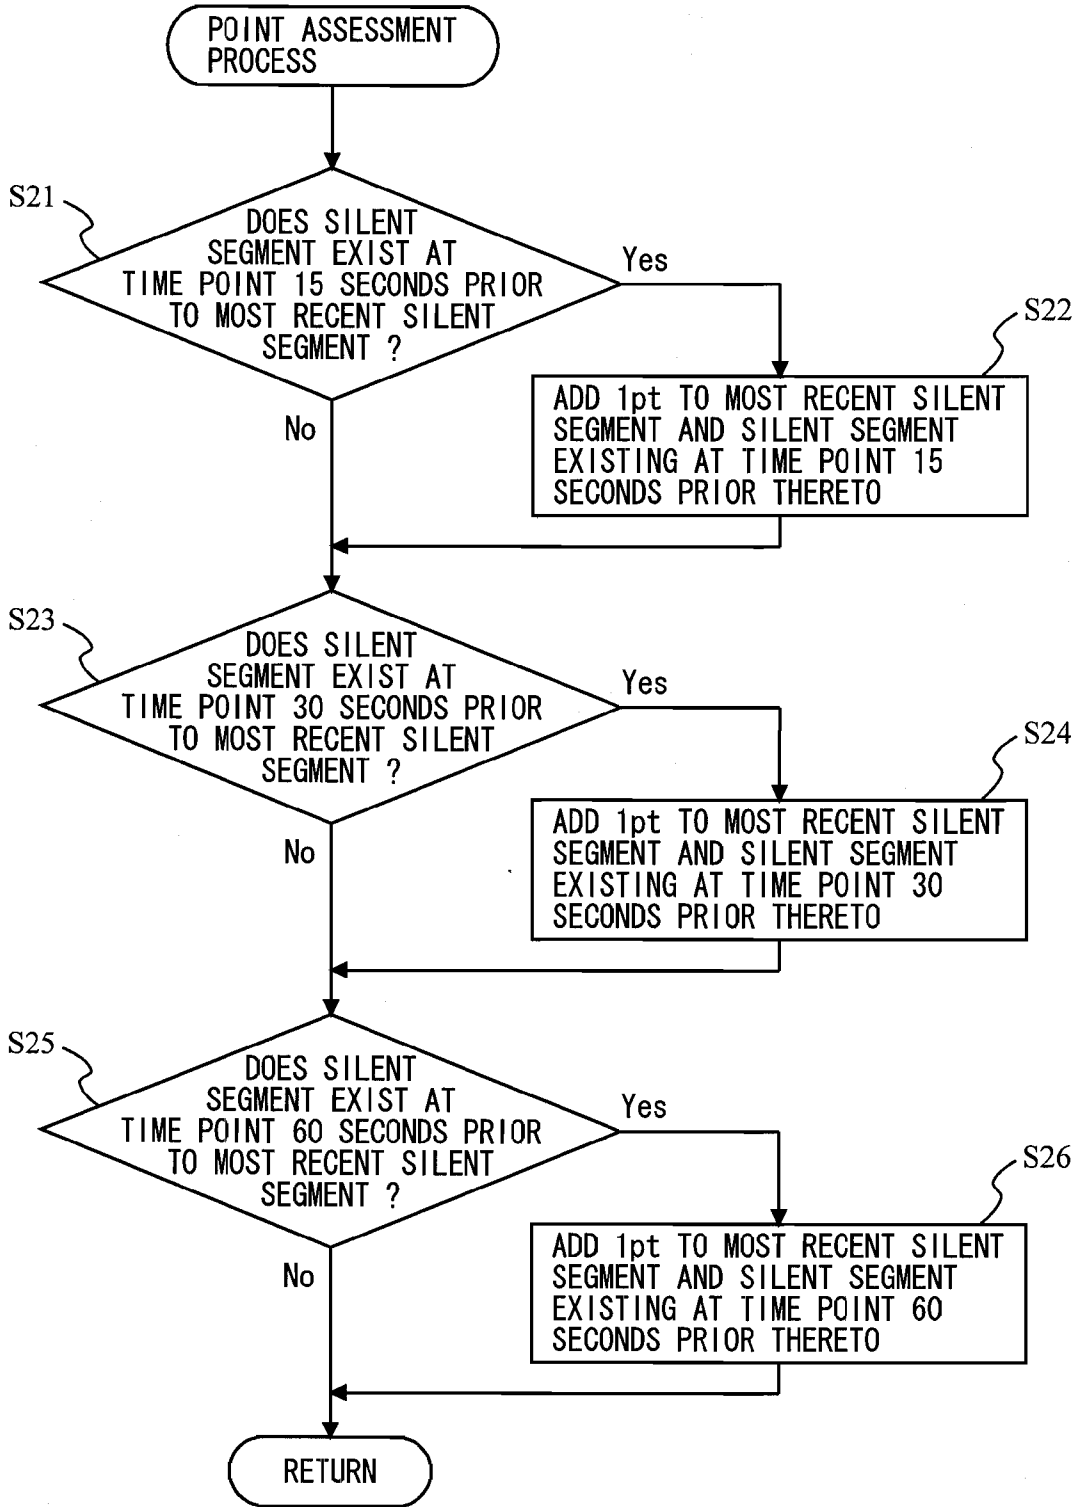 POINT ASSESSMENT
PROCESS
S21
DOES SILENT
SEGMENT EXIST AT
TIME POINT 15 SECONDS PRIOR
TO MOST RECENT SILENT
SEGMENT ?
Yes
No
S22
ADD 1pt TO MOST RECENT SILENT
SEGMENT AND SILENT SEGMENT
EXISTING AT TIME POINT 15
SECONDS PRIOR THERETO
S23
DOES SILENT
SEGMENT EXIST AT
TIME POINT 30 SECONDS PRIOR
TO MOST RECENT SILENT
SEGMENT ?
Yes
No
S24
ADD 1pt TO MOST RECENT SILENT
SEGMENT AND SILENT SEGMENT
EXISTING AT TIME POINT 30
SECONDS PRIOR THERETO
S25
DOES SILENT
SEGMENT EXIST AT
TIME POINT 60 SECONDS PRIOR
TO MOST RECENT SILENT
SEGMENT ?
Yes
No
S26
ADD 1pt TO MOST RECENT SILENT
SEGMENT AND SILENT SEGMENT
EXISTING AT TIME POINT 60
SECONDS PRIOR THERETO
RETURN